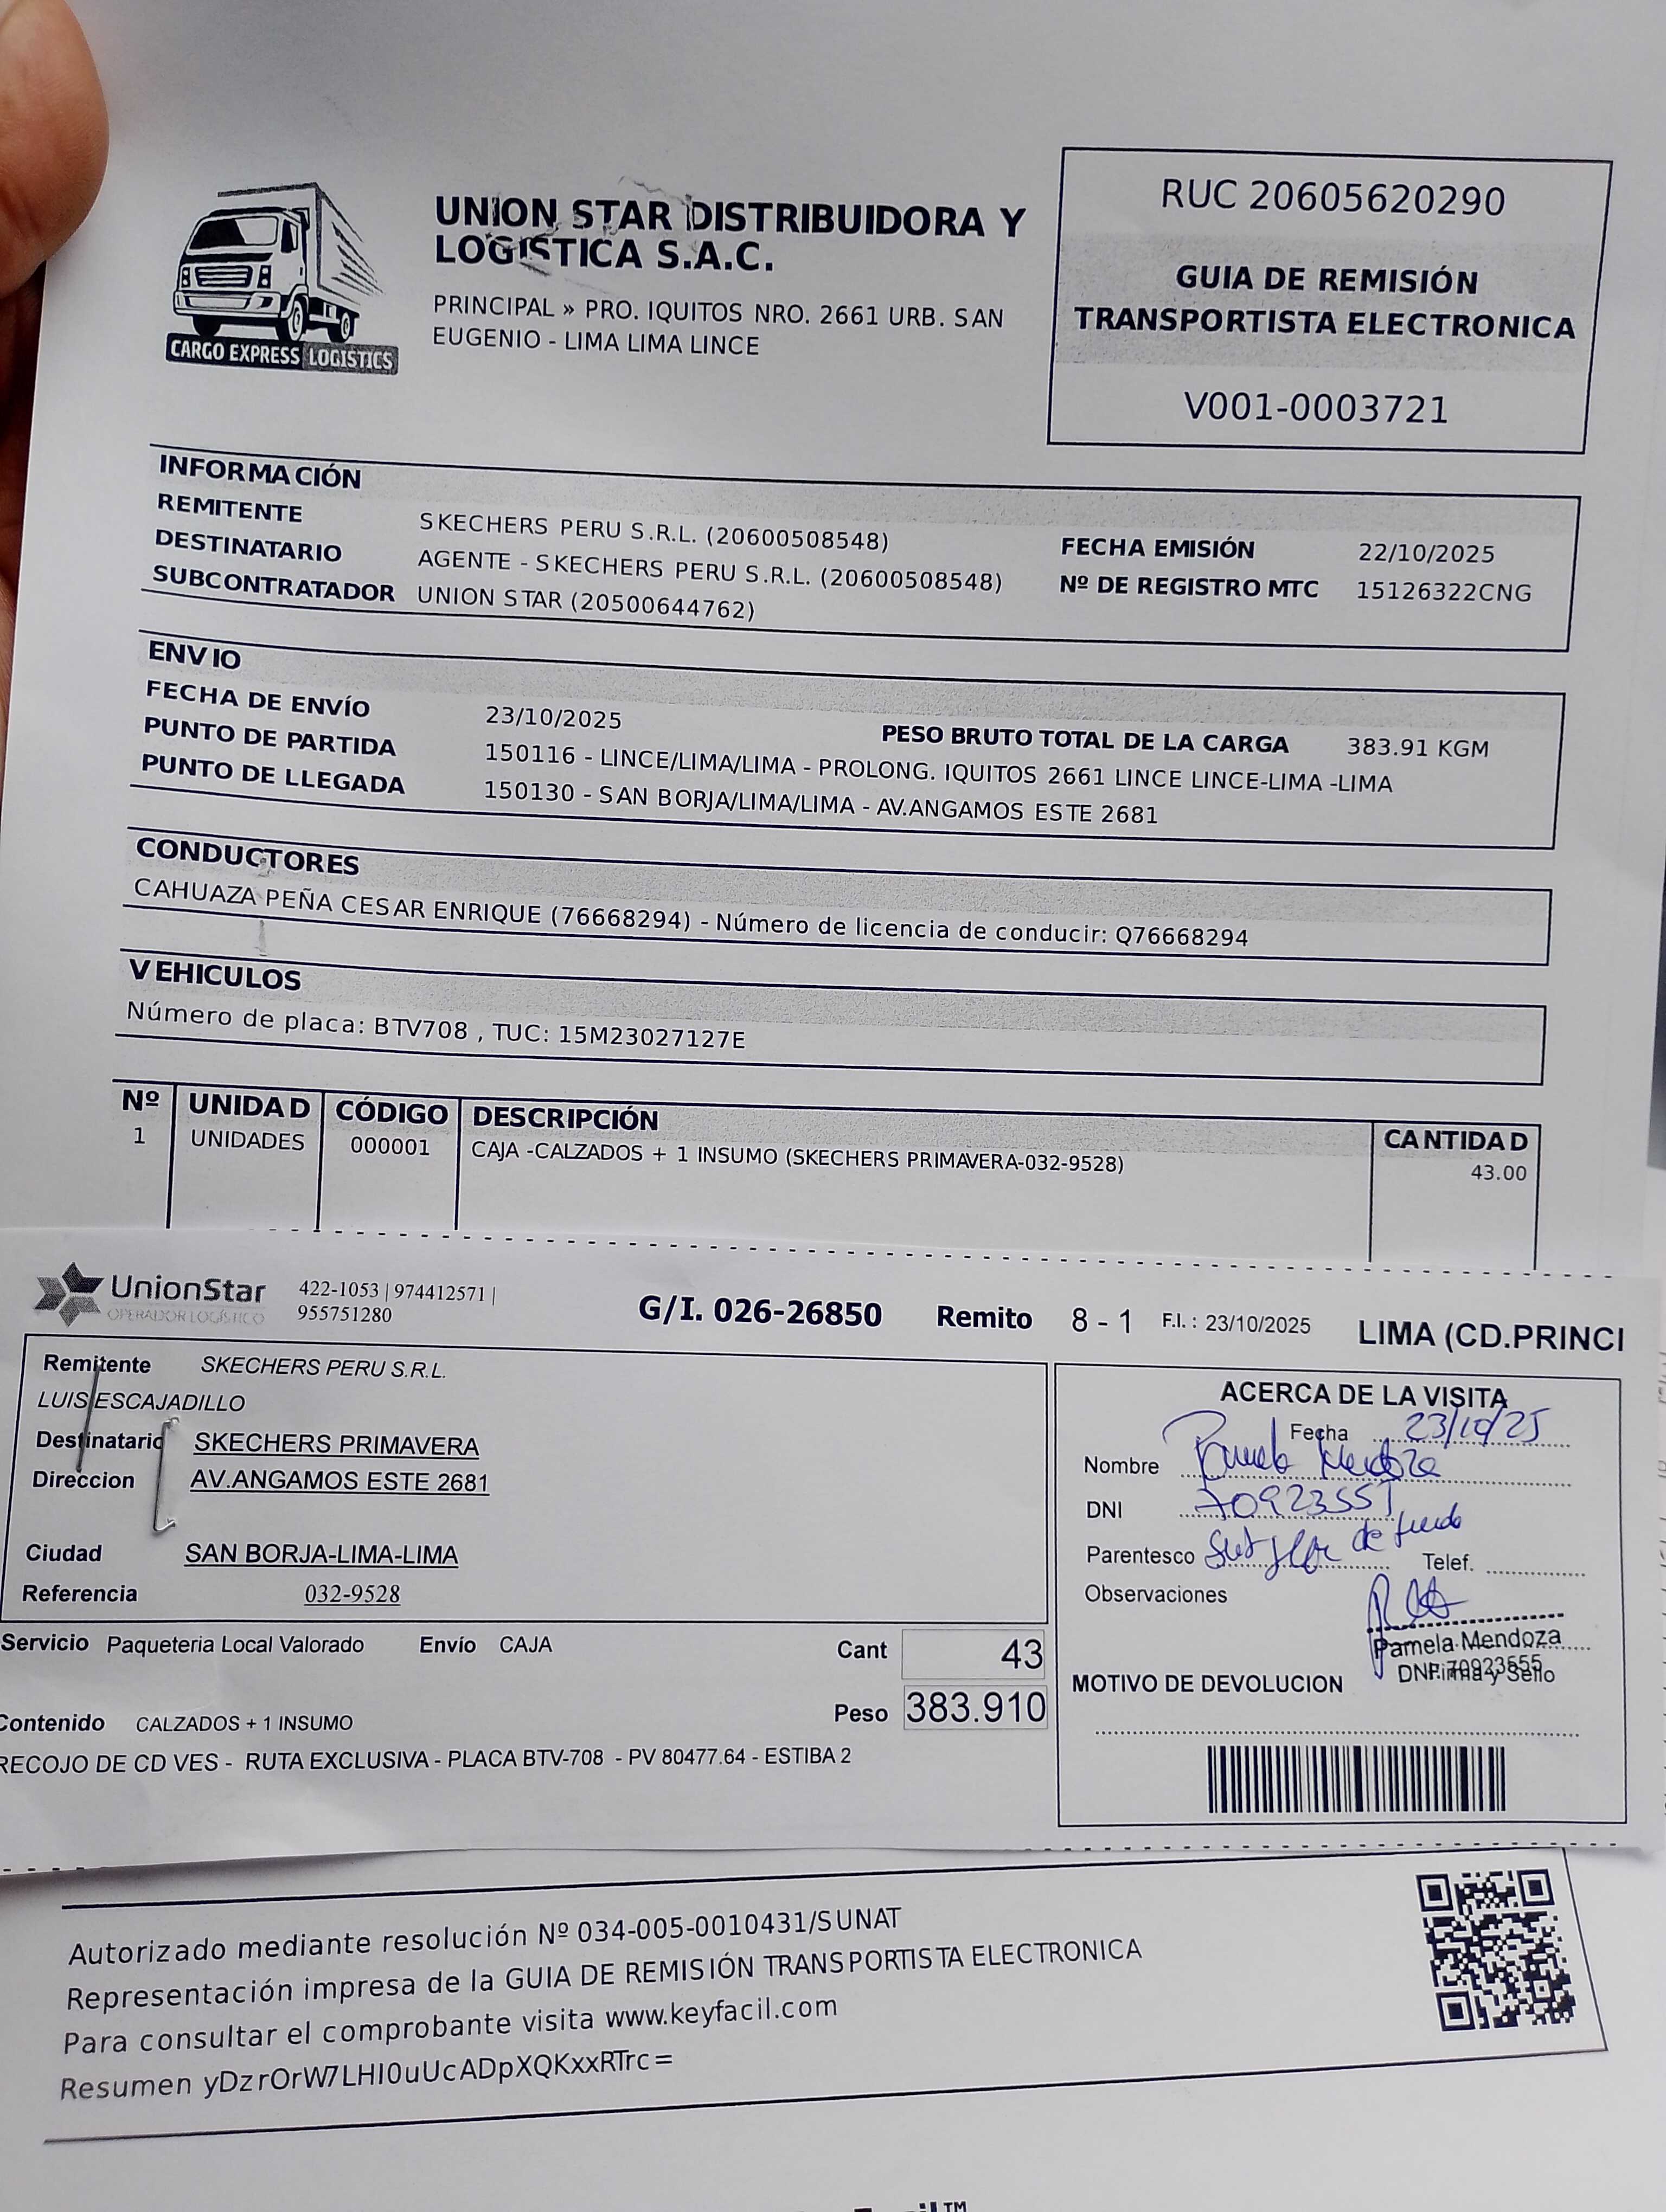 UNION STAR DISTRIBUIDORA Y
LOGISTICA S.A.C.
PRINCIPAL » PRO. IQUITOS NRO. 2661 URB. SAN
EUGENIO - LIMA LIMA LINCE
CARGO EXPRESS LOGISTICS
RUC 20605620290
GUIA DE REMISIÓN
TRANSPORTISTA ELECTRONICA
V001-0003721
INFORMACIÓN
REMITENTE SKECHERS PERU S.R.L. (20600508548)
DESTINATARIO AGENTE - SKECHERS PERU S.R.L. (20600508548)
SUBCONTRATADOR UNION STAR (20500644762)
FECHA EMISIÓN 22/10/2025
Nº DE REGISTRO MTC 15126322CNG
ENVIO
FECHA DE ENVÍO 23/10/2025 PESO BRUTO TOTAL DE LA CARGA 383.91 KGM
PUNTO DE PARTIDA 150116 - LINCE/LIMA/LIMA - PROLONG. IQUITOS 2661 LINCE LINCE-LIMA -LIMA
PUNTO DE LLEGADA 150130 - SAN BORJA/LIMA/LIMA - AV.ANGAMOS ESTE 2681
CONDUCTORES
CAHUAZA PEÑA CESAR ENRIQUE (76668294) - Número de licencia de conducir: Q76668294
VEHICULOS
Número de placa: BTV708 , TUC: 15M23027127E
Nº UNIDAD CÓDIGO DESCRIPCIÓN CANTIDAD
1 UNIDADES 000001 CAJA -CALZADOS + 1 INSUMO (SKECHERS PRIMAVERA-032-9528) 43.00
UnionStar
OPERADOR LOGÍSTICO
422-1053 | 974412571 |
955751280
G/I. 026-26850 Remito 8 - 1 F.I. : 23/10/2025 LIMA (CD.PRINCI
Remitente SKECHERS PERU S.R.L.
LUIS ESCAJADILLO
Destinatario SKECHERS PRIMAVERA
Direccion AV.ANGAMOS ESTE 2681
Ciudad SAN BORJA-LIMA-LIMA
Referencia 032-9528
Servicio Paqueteria Local Valorado Envío CAJA Cant 43
Peso 383.910
Contenido CALZADOS + 1 INSUMO
RECOJO DE CD VES - RUTA EXCLUSIVA - PLACA BTV-708 - PV 80477.64 - ESTIBA 2
ACERCA DE LA VISITA
Fecha 23/10/25
Nombre Pamela Mendoza
DNI
Parentesco de
Telef.
Observaciones
Pamela Mendoza
DNI: 70923555
Firma y Sello
MOTIVO DE DEVOLUCION
Autorizado mediante resolución Nº 034-005-0010431/SUNAT
Representación impresa de la GUIA DE REMISIÓN TRANSPORTISTA ELECTRONICA
Para consultar el comprobante visita www.keyfacil.com
Resumen yDzrOrW7LHI0uUcADpXQKxxRTrc=